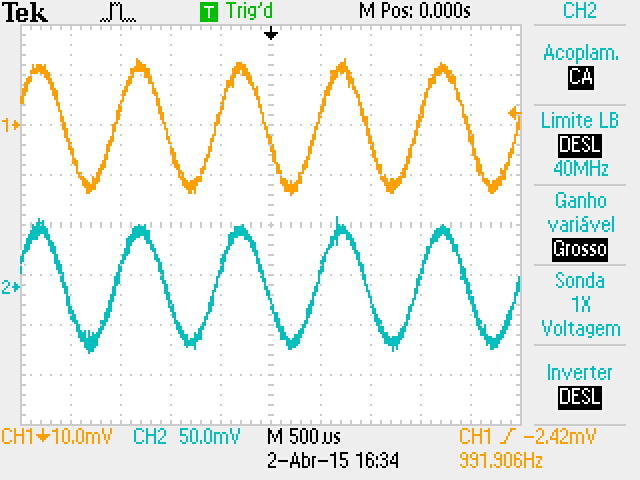 Tek T Trig'd M Pos: 0.000s CH2
Acoplam.
CA
Limite LB
DESL
40MHz
Ganho
variável
Grosso
Sonda
1X
Voltagem
Inverter
DESL
1
2
CH1 10.0mV CH2 50.0mV M 500µs CH1 -2.42mV
2-Abr-15 16:34 991.906Hz